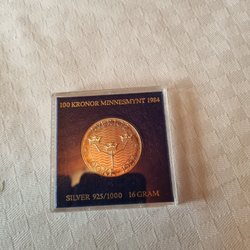 100 KRONOR MINNESMYNT 1984
SILVER 925/1000 16 GRAM